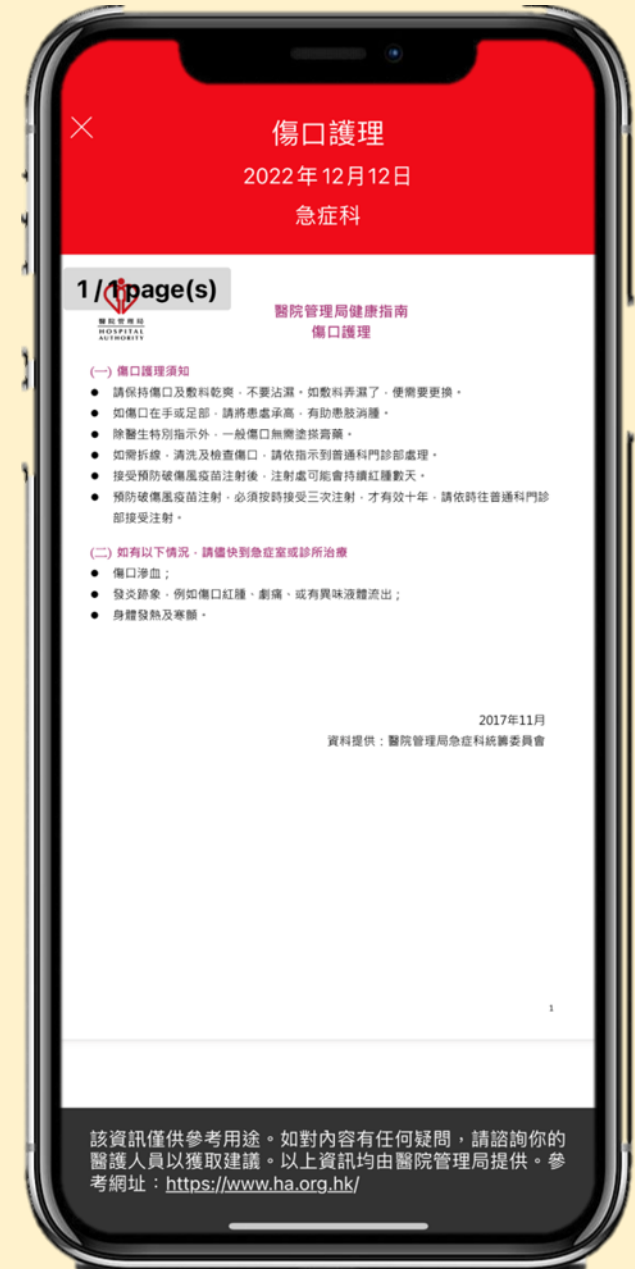 傷口護理
2022年12月12日
急症科
1/1page(s)
醫院管理局
HOSPITAL
AUTHORITY
醫院管理局健康指南
傷口護理
(一) 傷口護理須知
● 請保持傷口及敷料乾爽，不要沾濕。如敷料弄濕了，便需要更換。
● 如傷口在手或足部，請將患處承高，有助患肢消腫。
● 除醫生特別指示外，一般傷口無需塗搽膏藥。
● 如需拆線，清洗及檢查傷口，請依指示到普通科門診部處理。
● 接受預防破傷風疫苗注射後，注射處可能會持續紅腫數天。
● 預防破傷風疫苗注射，必須按時接受三次注射，才有效十年，請依時往普通科門診
部接受注射。
(二) 如有以下情況，請儘快到急症室或診所治療
● 傷口滲血；
● 發炎跡象，例如傷口紅腫、劇痛、或有異味液體流出；
● 身體發熱及寒顫。
2017年11月
資料提供：醫院管理局急症科統籌委員會
1
該資訊僅供參考用途。如對內容有任何疑問，請諮詢你的
醫護人員以獲取建議。以上資訊均由醫院管理局提供。參
考網址：https://www.ha.org.hk/